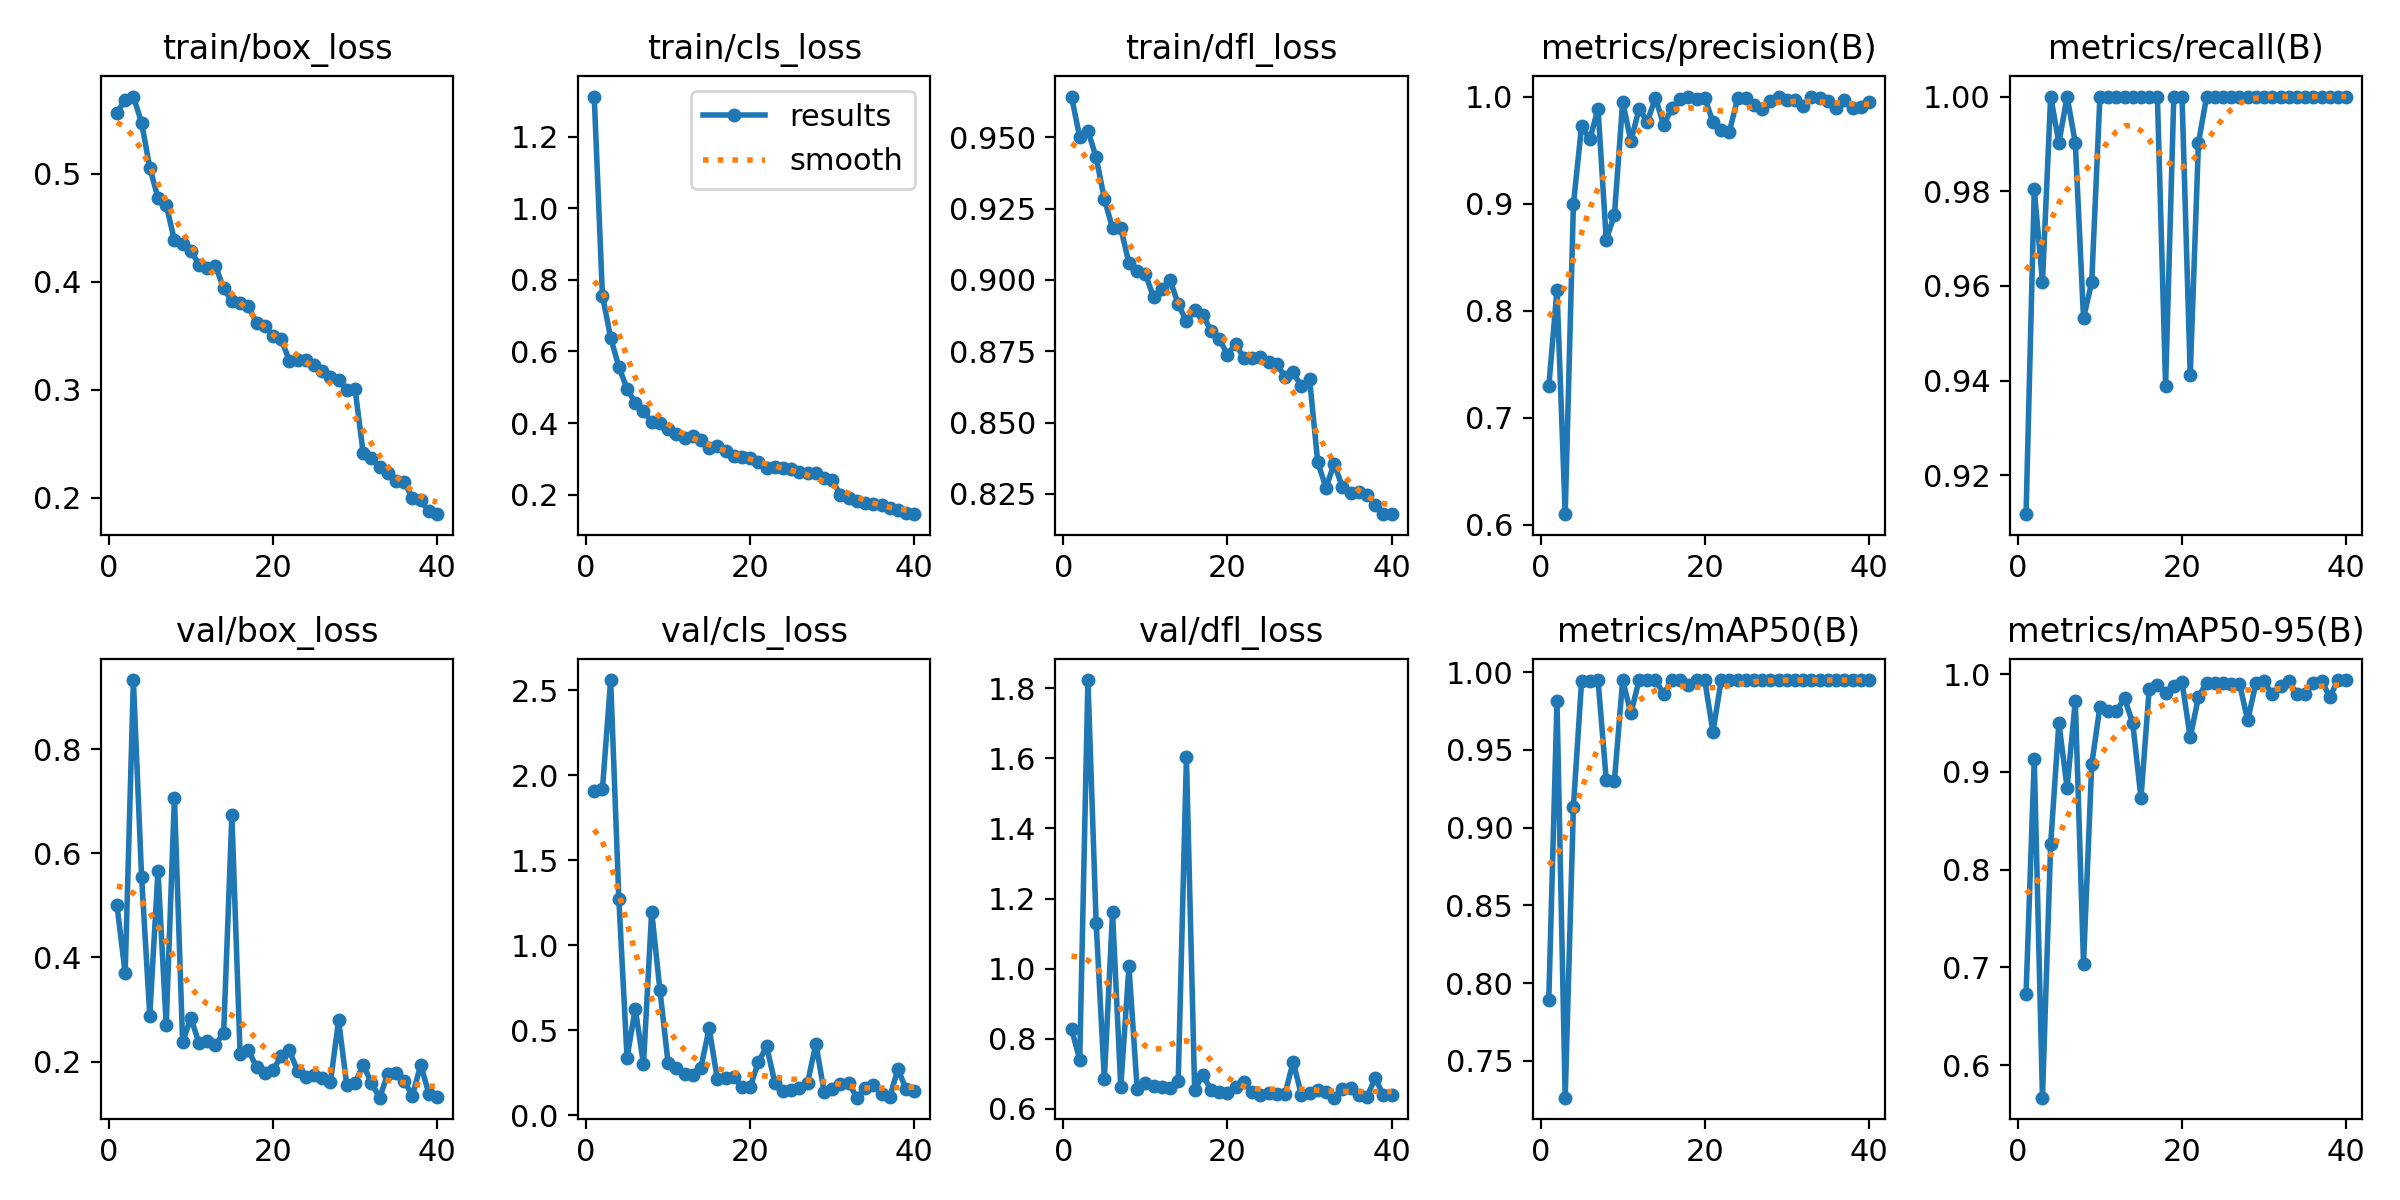 train/box_loss
0.5
0.4
0.3
0.2
0 20 40
train/cls_loss
results
smooth
1.2
1.0
0.8
0.6
0.4
0.2
0 20 40
train/dfl_loss
0.950
0.925
0.900
0.875
0.850
0.825
0 20 40
metrics/precision(B)
1.0
0.9
0.8
0.7
0.6
0 20 40
metrics/recall(B)
1.00
0.98
0.96
0.94
0.92
0 20 40
val/box_loss
0.8
0.6
0.4
0.2
0 20 40
val/cls_loss
2.5
2.0
1.5
1.0
0.5
0.0
0 20 40
val/dfl_loss
1.8
1.6
1.4
1.2
1.0
0.8
0.6
0 20 40
metrics/mAP50(B)
1.00
0.95
0.90
0.85
0.80
0.75
0 20 40
metrics/mAP50-95(B)
1.0
0.9
0.8
0.7
0.6
0 20 40